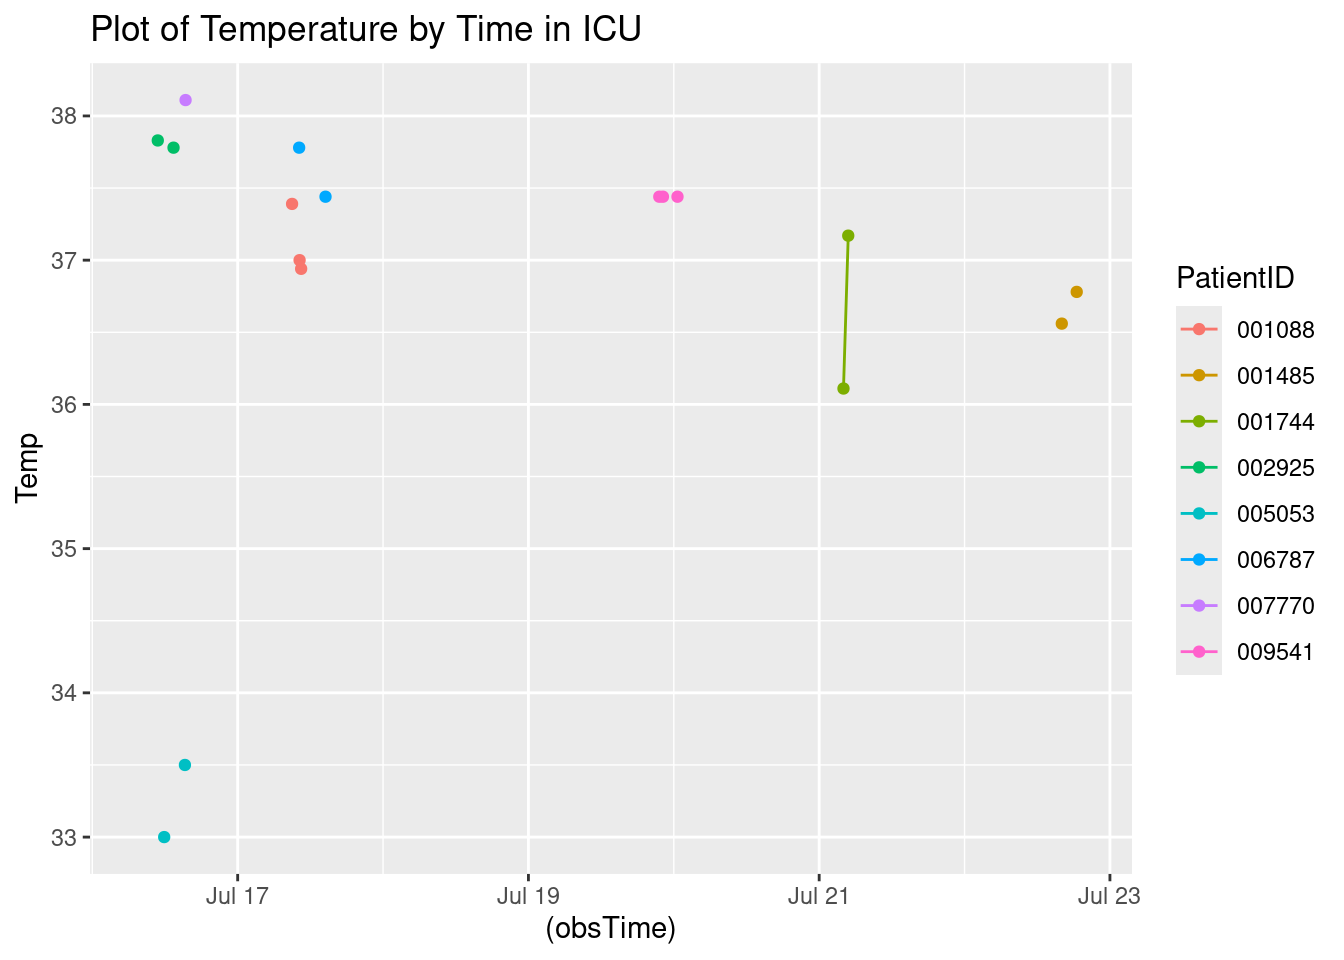 Plot of Temperature by Time in ICU
38
37
36
35
34
33
Temp
Jul 17
Jul 19
Jul 21
Jul 23
(obsTime)
PatientID
001088
001485
001744
002925
005053
006787
007770
009541